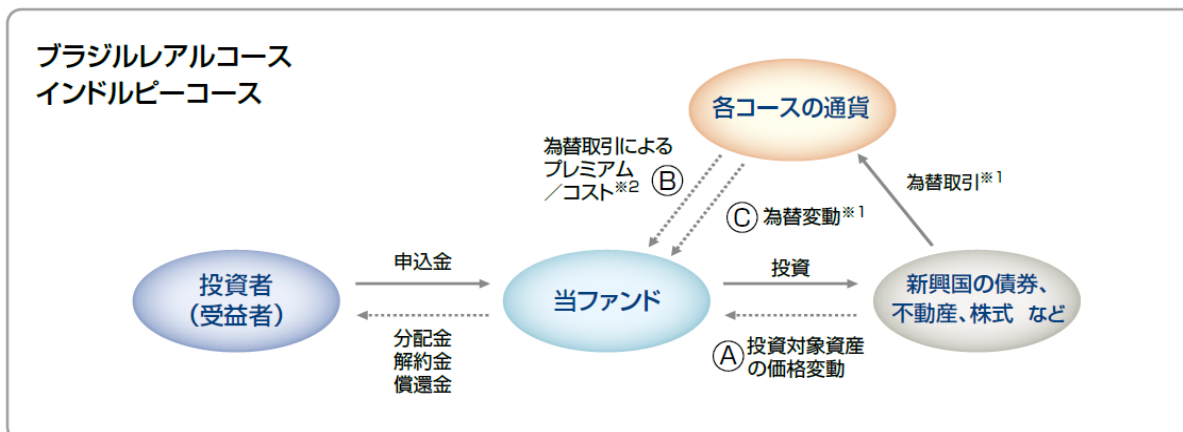 ブラジルレアルコース
インドルピーコース
各コースの通貨
為替取引による
プレミアム
／コスト※2
Ⓑ
Ⓒ 為替変動※1
為替取引※1
投資者
（受益者）
申込金
分配金
解約金
償還金
当ファンド
投資
Ⓐ
投資対象資産
の価格変動
新興国の債券、
不動産、株式 など